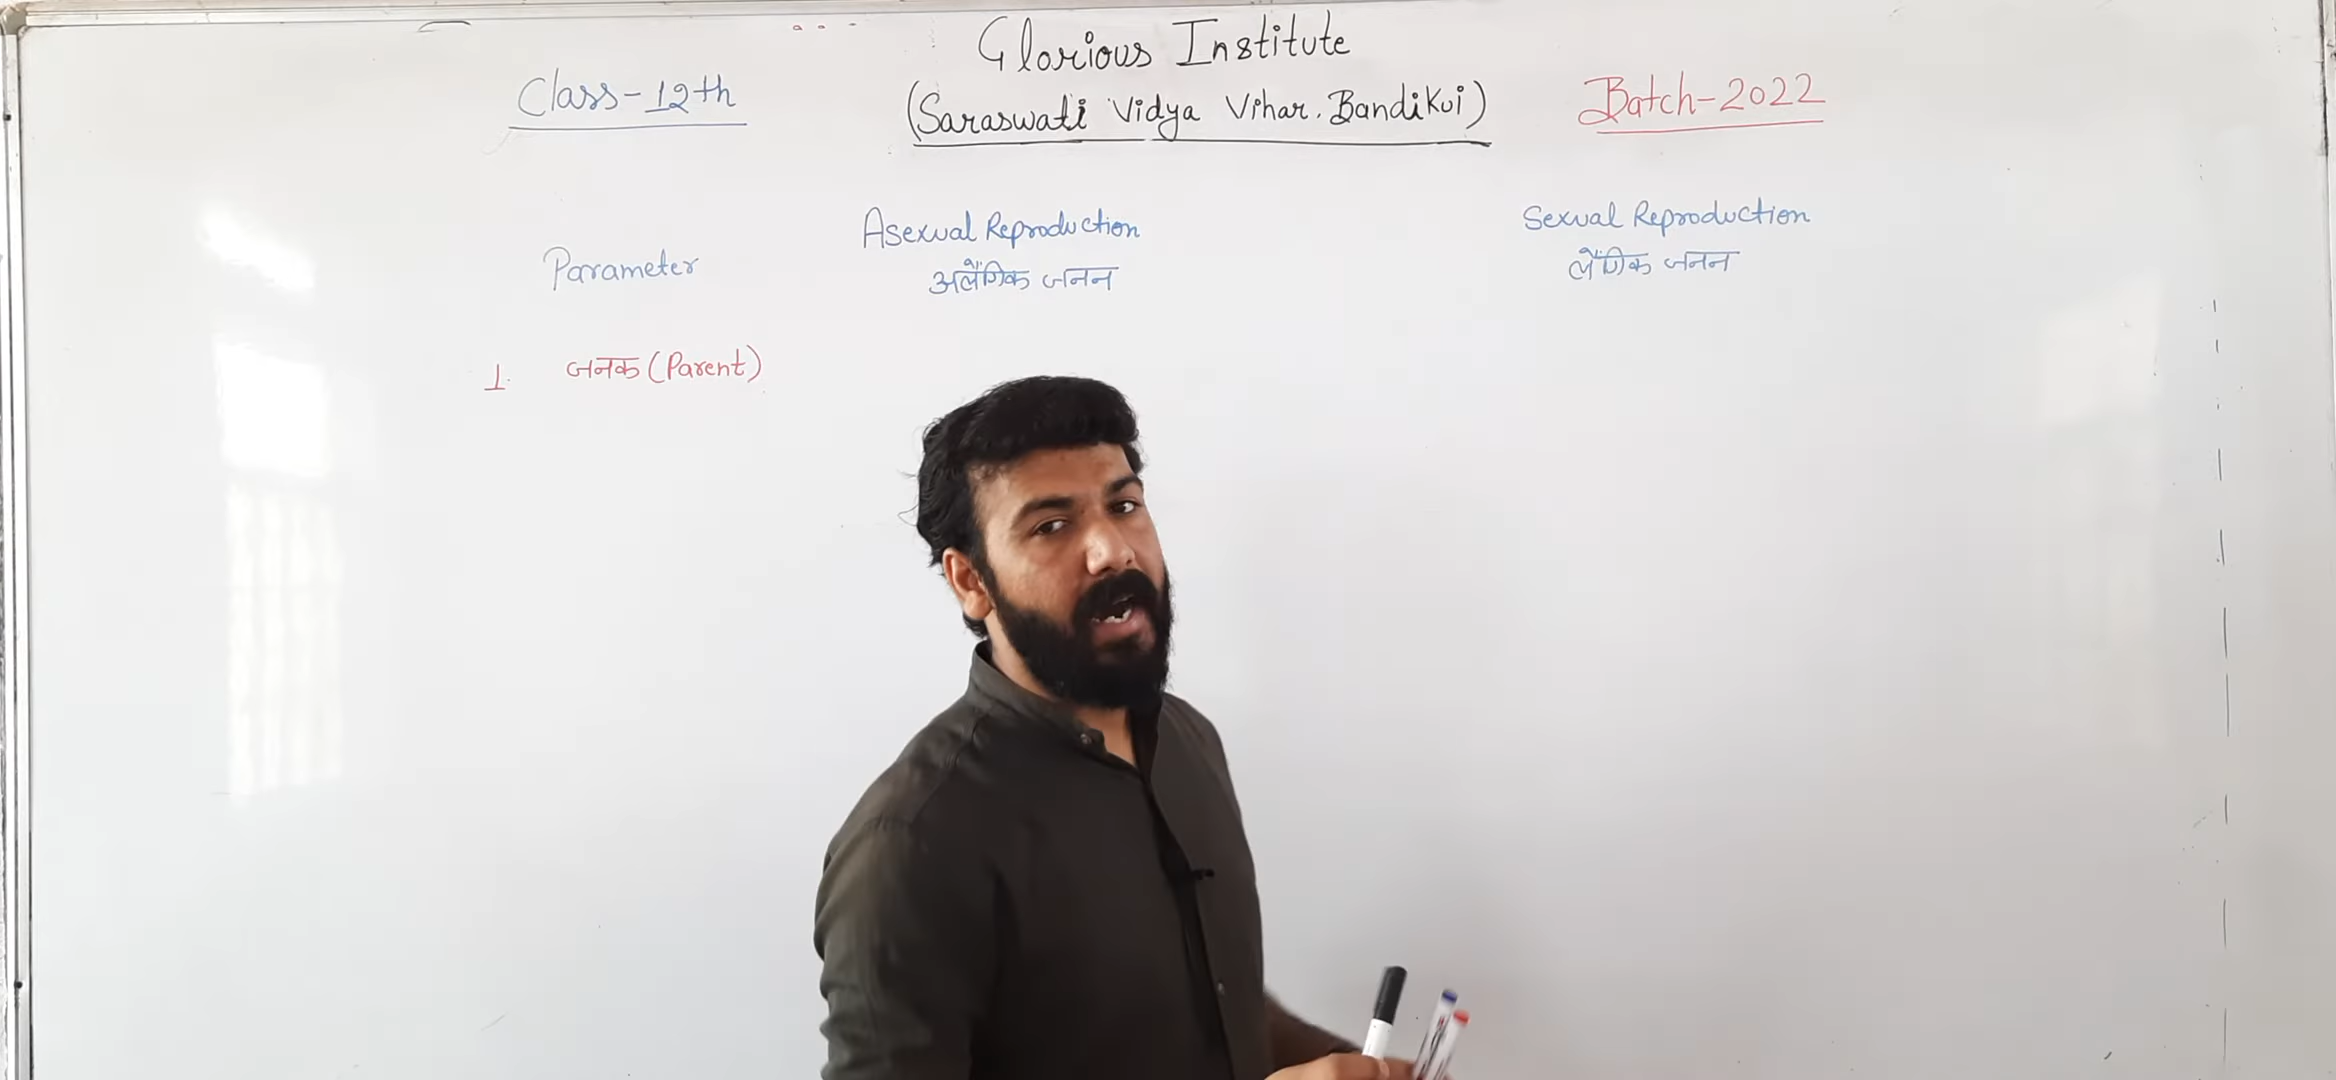 Glorious Institute
Class-12th
(Saraswati Vidya Vihar. Bandikui)
Batch-2022
Parameter
Asexual Reproduction
अलैंगिक जनन
Sexual Reproduction
लैंगिक जनन
1. जनक (Parent)